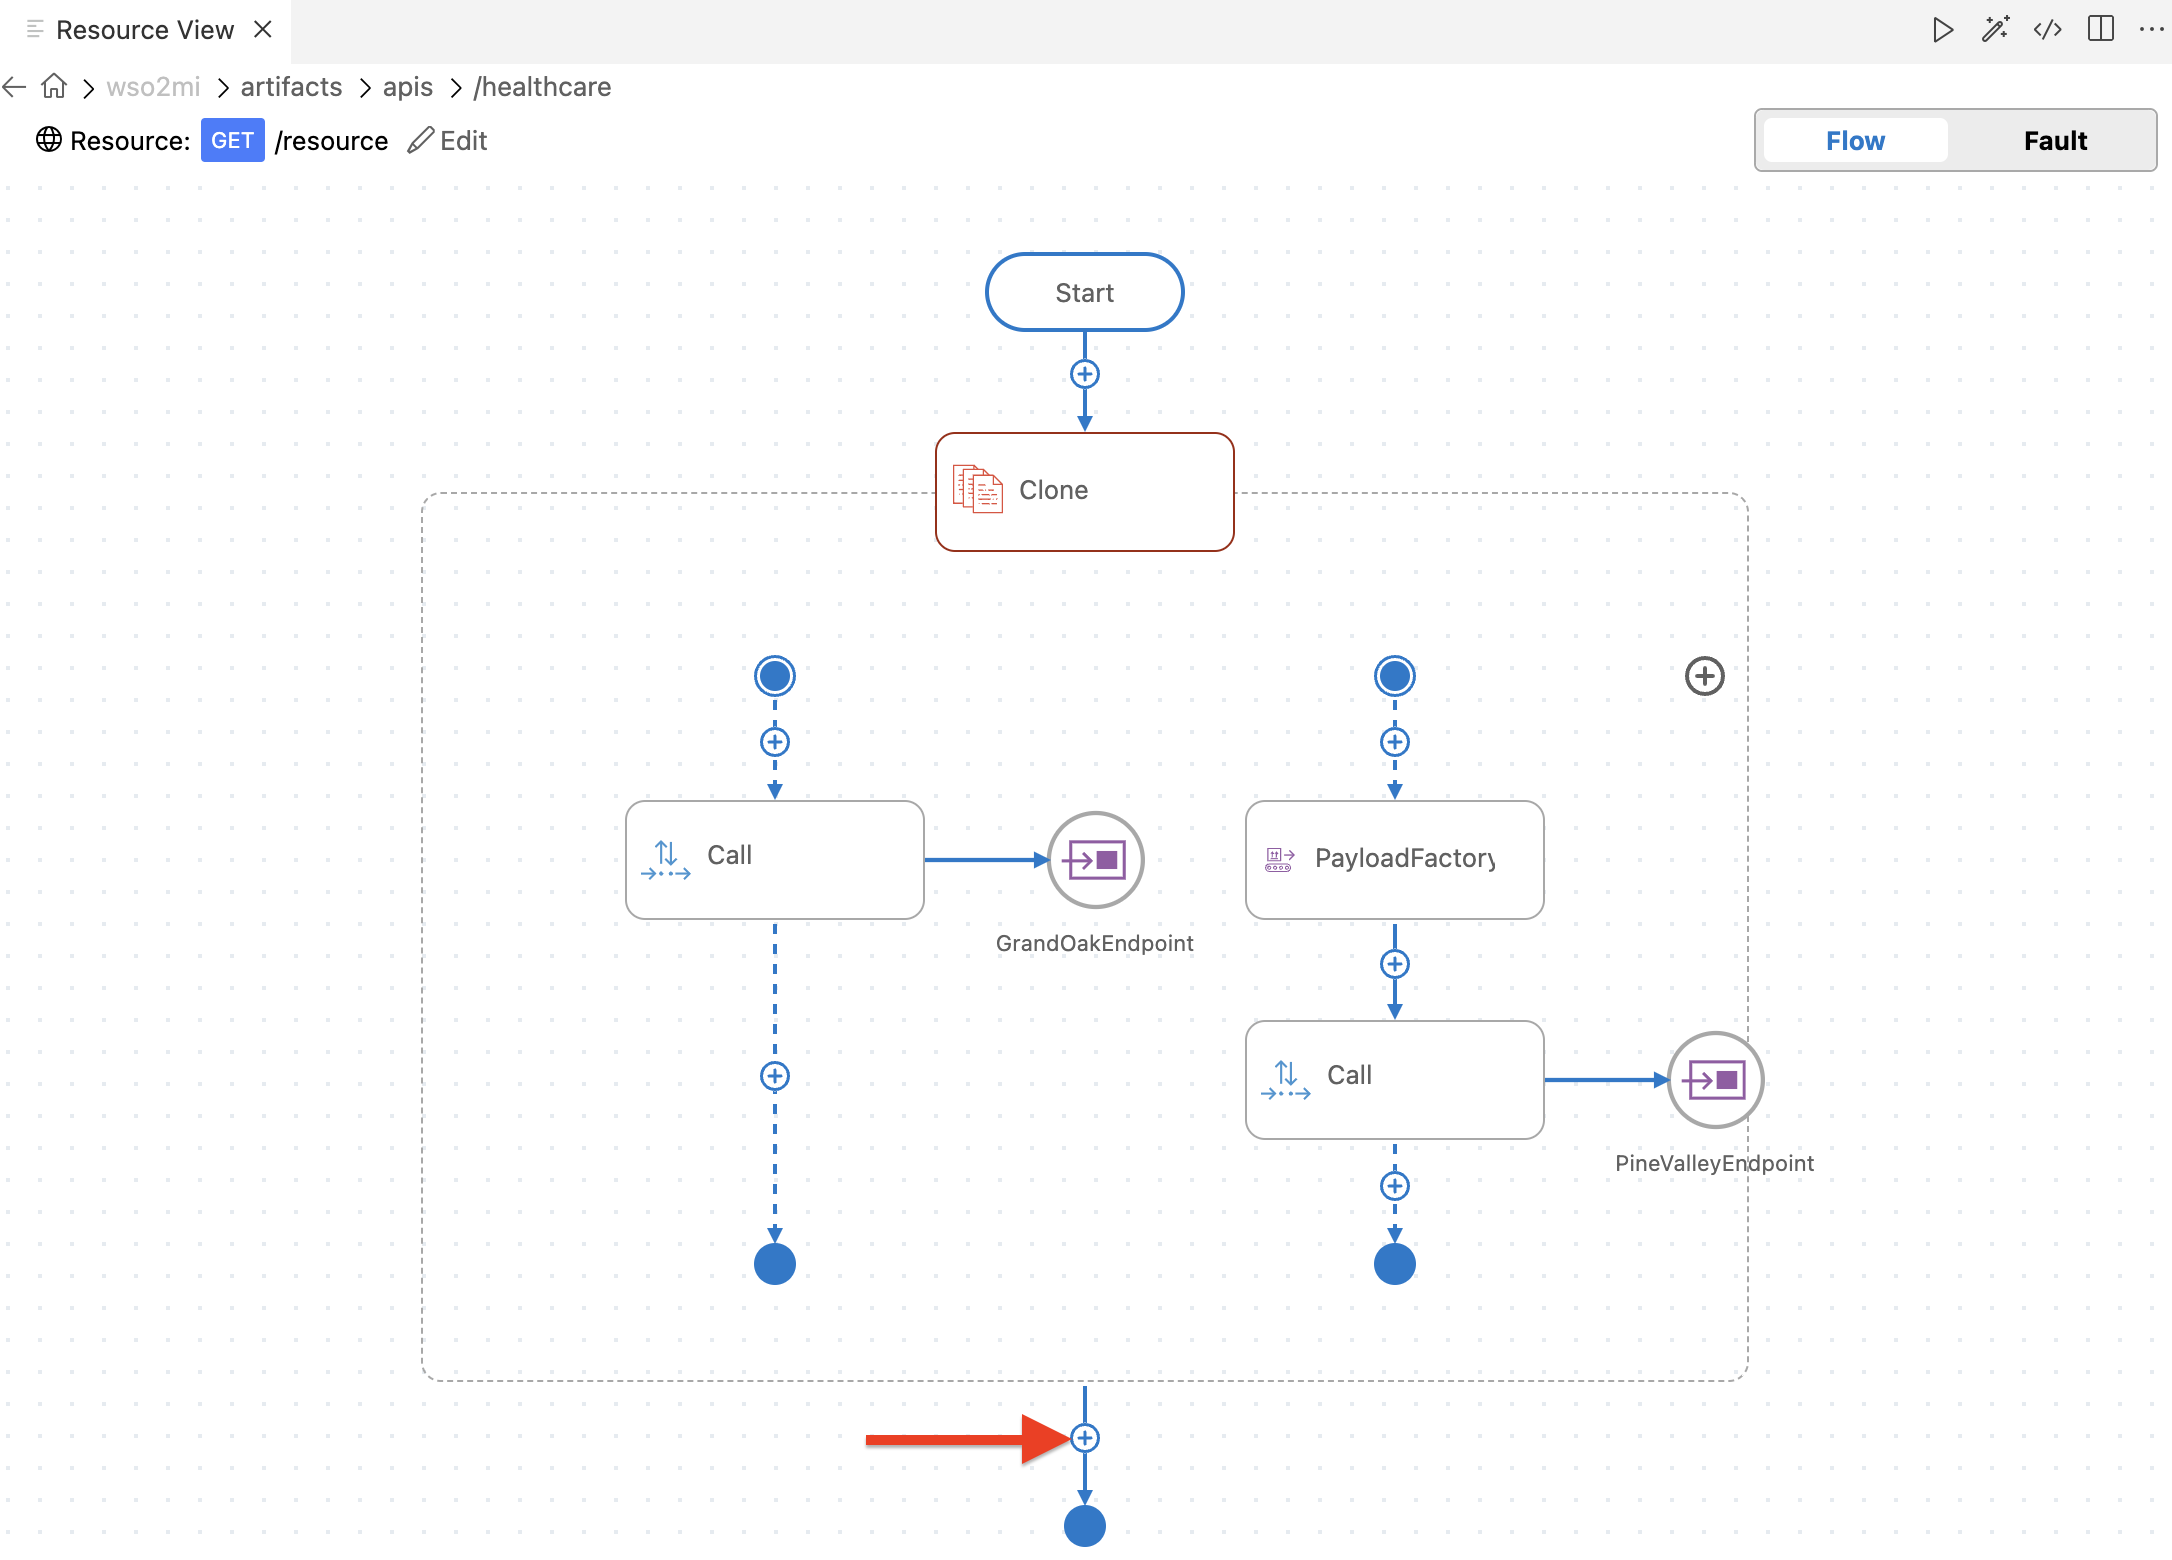 Resource View
wso2mi artifacts apis /healthcare
Resource: GET /resource Edit
Flow Fault
Start
Clone
Call
PayloadFactory
GrandOakEndpoint
Call
PineValleyEndpoint